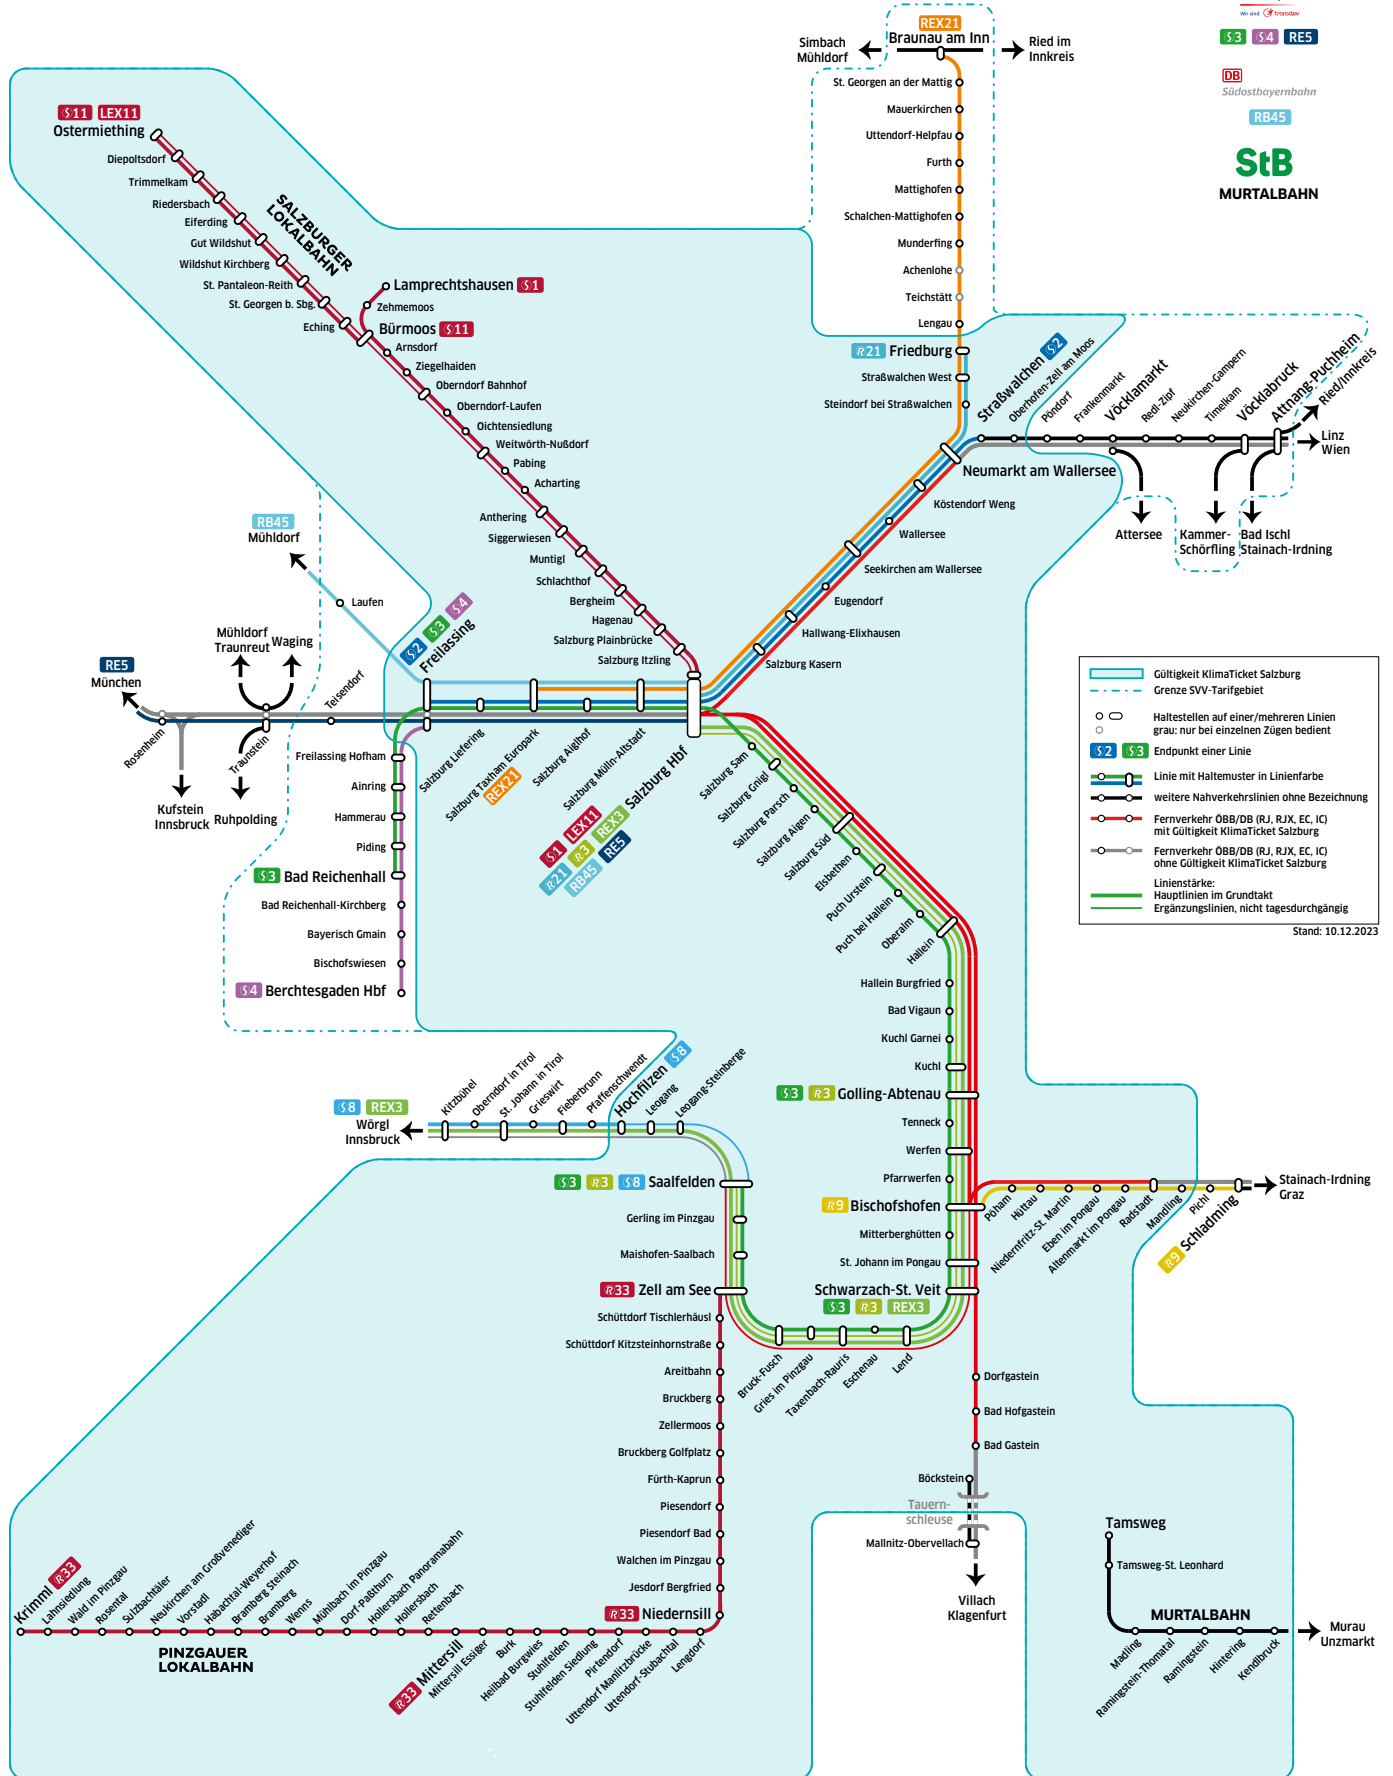 Wir sind transdev
S3 S4 RE5
DB
Südostbayernbahn
RB45
StB
MURTALBAHN
REX21
Braunau am Inn
Simbach
Mühldorf
Ried im
Innkreis
St. Georgen an der Mattig
Mauerkirchen
Uttendorf-Helpfau
Furth
Mattighofen
Schalchen-Mattighofen
Munderfing
Achenlohe
Teichstätt
Lengau
R21 Friedburg
Straßwalchen West
Steindorf bei Straßwalchen
S11 LEX11
Ostermiething
Diepoltsdorf
Trimmelkam
Riedersbach
Eiferding
Gut Wildshut
Wildshut Kirchberg
St. Pantaleon-Reith
St. Georgen b. Sbg.
Eching
SALZBURGER
LOKALBAHN
Lamprechtshausen S1
Zehmemoos
Bürmoos S11
Arnsdorf
Ziegelhaiden
Oberndorf Bahnhof
Oberndorf-Laufen
Oichtensiedlung
Weitwörth-Nußdorf
Pabing
Acharting
Anthering
Siggerwiesen
Muntigl
Schlachthof
Bergheim
Hagenau
Salzburg Plainbrücke
Salzburg Itzling
Straßwalchen S2
Oberhofen-Zell am Moos
Pöndorf
Frankenmarkt
Vöcklamarkt
Redl-Zipf
Neukirchen-Gampern
Timelkam
Vöcklabruck
Attnang-Puchheim
Ried/Innkreis
Linz
Wien
Attersee
Kammer-
Schörfling
Bad Ischl
Stainach-Irdning
Neumarkt am Wallersee
Köstendorf Weng
Wallersee
Seekirchen am Wallersee
Eugendorf
Hallwang-Elixhausen
Salzburg Kasern
RB45
Mühldorf
Laufen
S2 S3 S4
Freilassing
Mühldorf
Traunreut
Waging
RE5
München
Rosenheim
Traunstein
Teisendorf
Kufstein
Innsbruck
Ruhpolding
Salzburg Liefering
Salzburg Taxham Europark
REX21
Salzburg Aiglhof
Salzburg Mülln-Altstadt
Salzburg Hbf
S1 LEX11
R21 R3 REX3
RB45 RE5
Freilassing Hofham
Ainring
Hammerau
Piding
S3 Bad Reichenhall
Bad Reichenhall-Kirchberg
Bayerisch Gmain
Bischofswiesen
S4 Berchtesgaden Hbf
Salzburg Sam
Salzburg Gnigl
Salzburg Parsch
Salzburg Aigen
Salzburg Süd
Elsbethen
Puch Urstein
Puch bei Hallein
Oberalm
Hallein
Hallein Burgfried
Bad Vigaun
Kuchl Garnei
Kuchl
S3 R3 Golling-Abtenau
Tenneck
Werfen
Pfarrwerfen
R9 Bischofshofen
Mitterberghütten
St. Johann im Pongau
Schwarzach-St. Veit
S3 R3 REX3
Gültigkeit KlimaTicket Salzburg
Grenze SVV-Tarifgebiet
Haltestellen auf einer/mehreren Linien
grau: nur bei einzelnen Zügen bedient
S2 S3 Endpunkt einer Linie
Linie mit Haltemuster in Linienfarbe
weitere Nahverkehrslinien ohne Bezeichnung
Fernverkehr ÖBB/DB (RJ, RJX, EC, IC)
mit Gültigkeit KlimaTicket Salzburg
Fernverkehr ÖBB/DB (RJ, RJX, EC, IC)
ohne Gültigkeit KlimaTicket Salzburg
Linienstärke:
Hauptlinien im Grundtakt
Ergänzungslinien, nicht tagesdurchgängig
Stand: 10.12.2023
S8 REX3
Wörgl
Innsbruck
Kitzbühel
Oberndorf in Tirol
St. Johann in Tirol
Grieswirt
Fieberbrunn
Pfaffenschwendt
Hochfilzen S8
Leogang
Leogang-Steinberge
S3 R3 S8 Saalfelden
Gerling im Pinzgau
Maishofen-Saalbach
R33 Zell am See
Schüttdorf Tischlerhäusl
Schüttdorf Kitzsteinhornstraße
Areitbahn
Bruckberg
Zellermoos
Bruckberg Golfplatz
Fürth-Kaprun
Piesendorf
Piesendorf Bad
Walchen im Pinzgau
Jesdorf Bergfried
R33 Niedernsill
Bruck-Fusch
Gries im Pinzgau
Taxenbach-Rauris
Eschenau
Lend
Pöham
Hüttau
Niedernfritz-St. Martin
Eben im Pongau
Altenmarkt im Pongau
Radstadt
Mandling
Pichl
R9 Schladming
Stainach-Irdning
Graz
Dorfgastein
Bad Hofgastein
Bad Gastein
Böckstein
Tauern-
schleuse
Mallnitz-Obervellach
Villach
Klagenfurt
Krimml R33
Lahnsiedlung
Wald im Pinzgau
Rosental
Sulzbachtäler
Neukirchen am Großvenediger
Vorstadl
Habachtal-Weyerhof
Bramberg Steinach
Bramberg
Wenns
Mühlbach im Pinzgau
Dorf-Paßthurn
Hollersbach Panoramabahn
Hollersbach
Rettenbach
R33 Mittersill
Mittersill Essiger
Burk
Heilbad Burgwies
Stuhlfelden
Stuhlfelden Siedlung
Pirtendorf
Uttendorf Manlitzbrücke
Uttendorf-Stubachtal
Lengdorf
PINZGAUER
LOKALBAHN
Tamsweg
Tamsweg-St. Leonhard
MURTALBAHN
Madling
Ramingstein-Thomatal
Ramingstein
Hintering
Kendlbruck
Murau
Unzmarkt